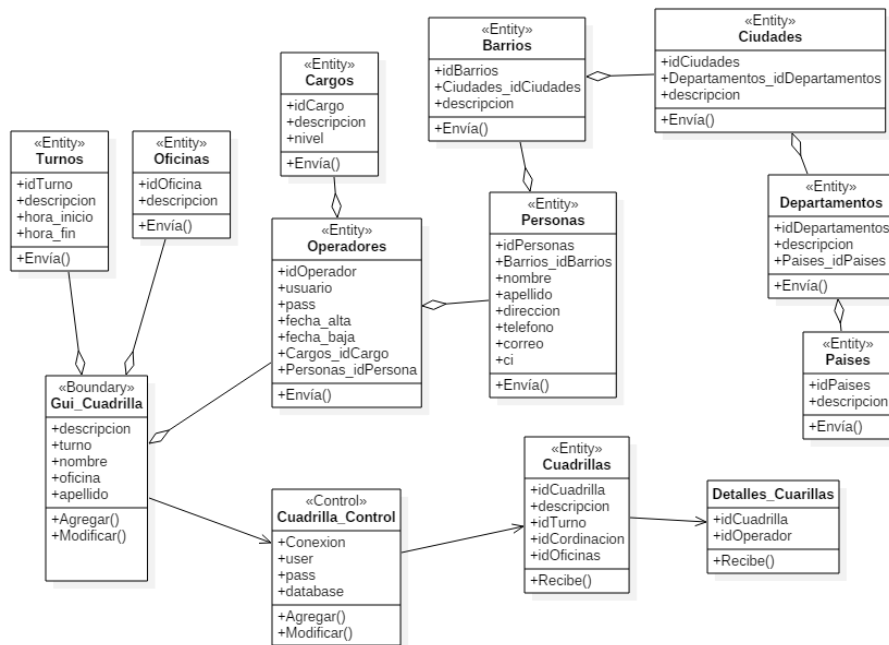 «Entity»
Turnos
+idTurno
+descripcion
+hora_inicio
+hora_fin
+Envía()
«Entity»
Oficinas
+idOficina
+descripcion
+Envía()
«Entity»
Cargos
+idCargo
+descripcion
+nivel
+Envía()
«Entity»
Barrios
+idBarrios
+Ciudades_idCiudades
+descripcion
+Envía()
«Entity»
Ciudades
+idCiudades
+Departamentos_idDepartamentos
+descripcion
+Envía()
«Entity»
Operadores
+idOperador
+usuario
+pass
+fecha_alta
+fecha_baja
+Cargos_idCargo
+Personas_idPersona
+Envía()
«Entity»
Personas
+idPersonas
+Barrios_idBarrios
+nombre
+apellido
+direccion
+telefono
+correo
+ci
+Envía()
«Entity»
Departamentos
+idDepartamentos
+descripcion
+Paises_idPaises
+Envía()
«Entity»
Paises
+idPaises
+descripcion
+Envía()
«Boundary»
Gui_Cuadrilla
+descripcion
+turno
+nombre
+oficina
+apellido
+Agregar()
+Modificar()
«Control»
Cuadrilla_Control
+Conexion
+user
+pass
+database
+Agregar()
+Modificar()
«Entity»
Cuadrillas
+idCuadrilla
+descripcion
+idTurno
+idCordinacion
+idOficinas
+Recibe()
Detalles_Cuarillas
+idCuadrilla
+idOperador
+Recibe()